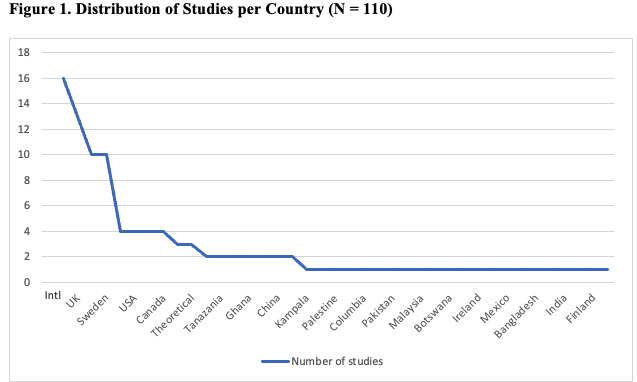 Figure 1. Distribution of Studies per Country (N = 110)
18
16
14
12
10
8
6
4
2
0
Intl
UK
Sweden
USA
Canada
Theoretical
Tanazania
Ghana
China
Kampala
Palestine
Columbia
Pakistan
Malaysia
Botswana
Ireland
Mexico
Bangladesh
India
Finland
Number of studies